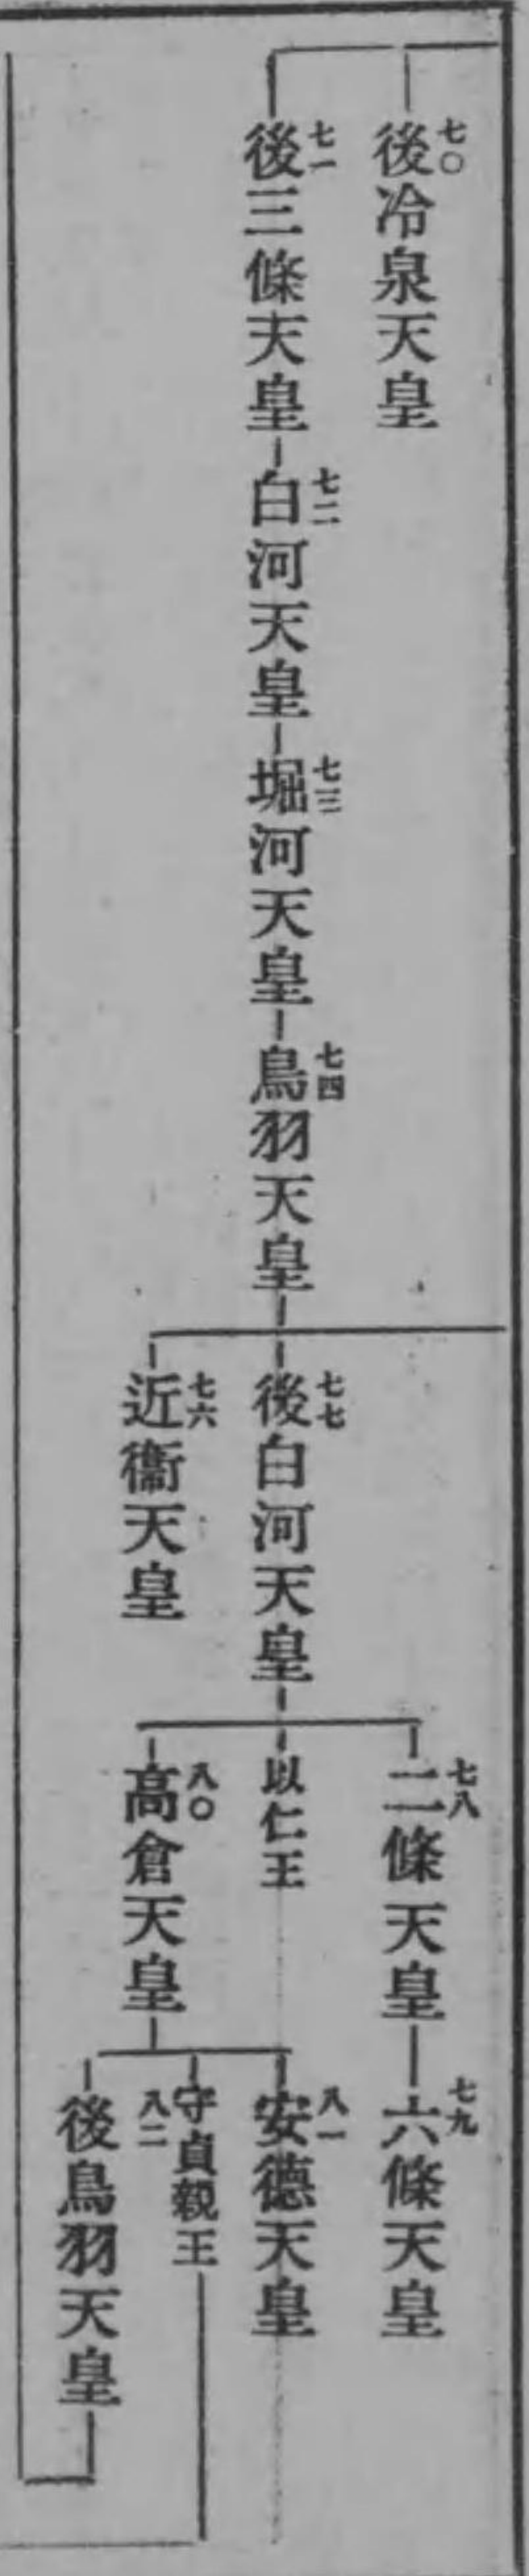 七〇
後冷泉天皇
七一
後三條天皇
七二
白河天皇
七三
堀河天皇
七四
鳥羽天皇
七七
後白河天皇
七六
近衞天皇
七八
二條天皇
七九
六條天皇
以仁王
八〇
高倉天皇
八一
安德天皇
守貞親王
八二
後鳥羽天皇